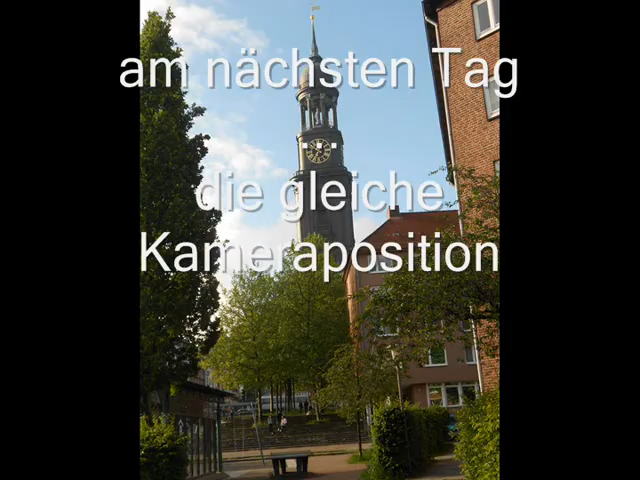 am nächsten Tag
...
die gleiche
Kameraposition